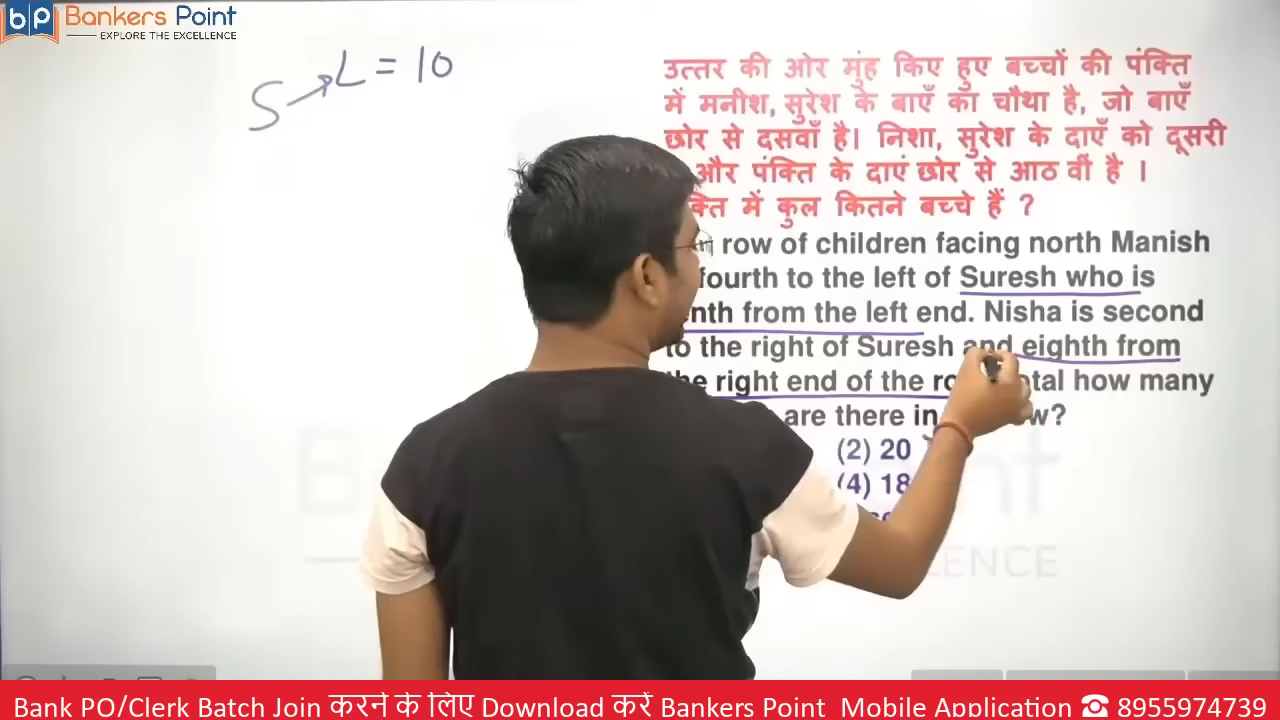 bp Bankers Point
EXPLORE THE EXCELLENCE
S → L = 10
उत्तर की ओर मुंह किए हुए बच्चों की पंक्ति
में मनीश, सुरेश के बाएँ का चौथा है, जो बाएँ
छोर से दसवाँ है। निशा, सुरेश के दाएँ को दूसरी
और पंक्ति के दाएं छोर से आठ वीं है ।
में कुल कितने बच्चे हैं ?
row of children facing north Manish
fourth to the left of Suresh who is
from the left end. Nisha is second
to the right of Suresh and eighth from
the right end of the how many
are there in
(2) 20
(4) 18
Bank PO/Clerk Batch Join करने के लिए Download करें Bankers Point Mobile Application ☎ 8955974739